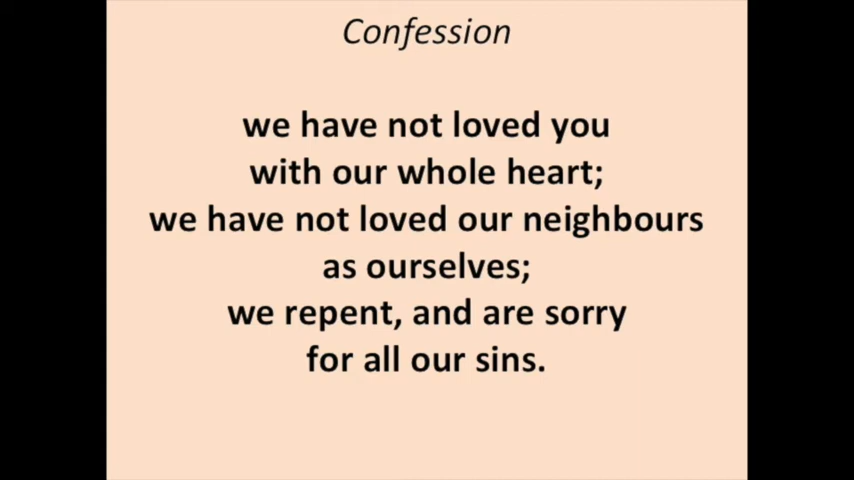 Confession
we have not loved you
with our whole heart;
we have not loved our neighbours
as ourselves;
we repent, and are sorry
for all our sins.